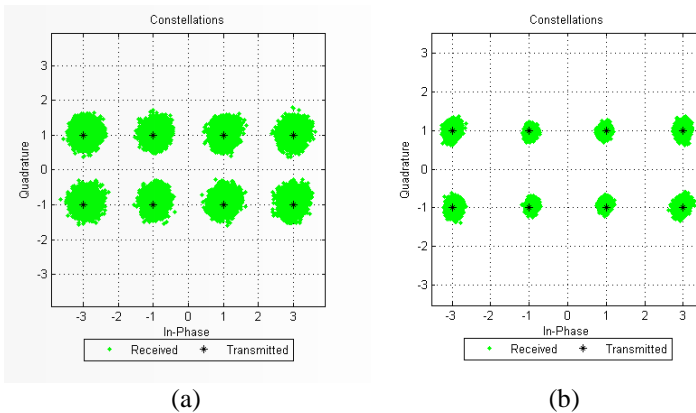 Constellations
3
2
1
0
-1
-2
-3
Quadrature
-3 -2 -1 0 1 2 3
In-Phase
Received Transmitted
(a)
Constellations
3
2
1
0
-1
-2
-3
Quadrature
-3 -2 -1 0 1 2 3
In-Phase
Received Transmitted
(b)